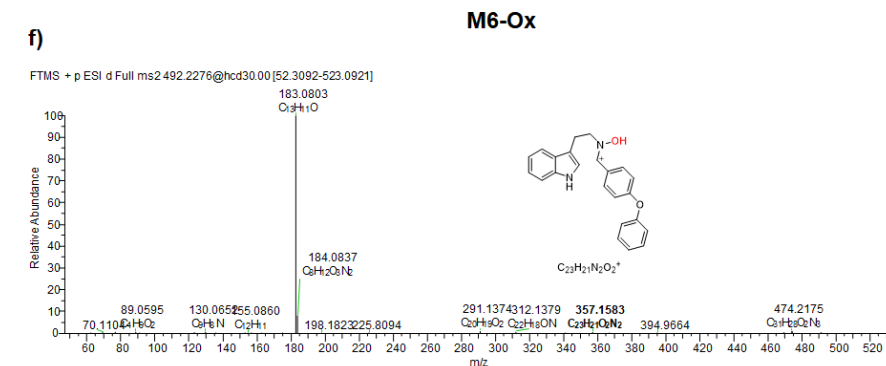 M6-Ox
f)
FTMS + p ESI d Full ms2 492.2276@hcd30.00 [52.3092-523.0921]
183.0803
C13H11O
184.0837
C8H12O3N2
89.0595
C4H9O2
130.0652
C9H8N
155.0860
C12H11
70.1104
198.1823
225.8094
291.1374
C20H19O2
312.1379
C22H18ON
357.1583
C23H21O2N2
394.9664
474.2175
C31H28O2N3
N
OH
+
N
H
O
C23H21N2O2+
Relative Abundance
100
90
80
70
60
50
40
30
20
10
0
60 80 100 120 140 160 180 200 220 240 260 280 300 320 340 360 380 400 420 440 460 480 500 520
m/z